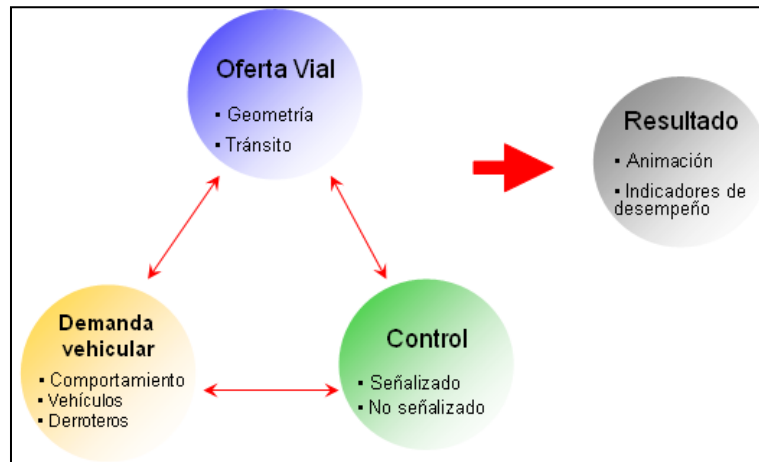 Oferta Vial
▪ Geometría
▪ Tránsito
Resultado
▪ Animación
▪ Indicadores de
desempeño
Demanda
vehicular
▪ Comportamiento
▪ Vehículos
▪ Derroteros
Control
▪ Señalizado
▪ No señalizado